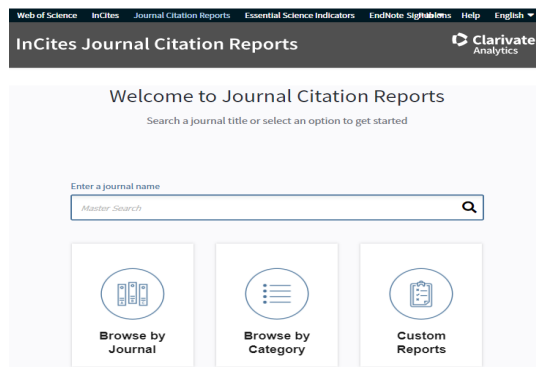 Web of Science InCites Journal Citation Reports Essential Science Indicators EndNote Help English
InCites Journal Citation Reports
Clarivate
Analytics
Welcome to Journal Citation Reports
Search a journal title or select an option to get started
Enter a journal name
Master Search
Browse by
Journal
Browse by
Category
Custom
Reports